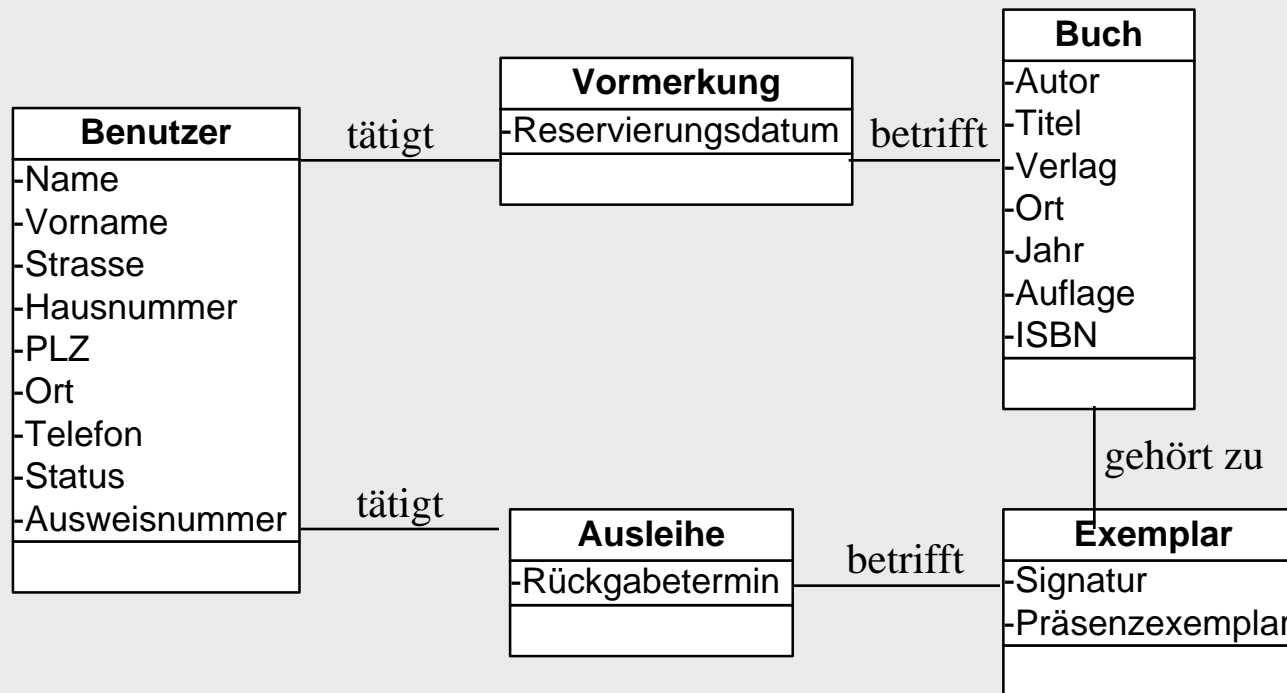 Benutzer
-Name
-Vorname
-Strasse
-Hausnummer
-PLZ
-Ort
-Telefon
-Status
-Ausweisnummer
tätigt
Vormerkung
-Reservierungsdatum
betrifft
Buch
-Autor
-Titel
-Verlag
-Ort
-Jahr
-Auflage
-ISBN
gehört zu
tätigt
Ausleihe
-Rückgabetermin
betrifft
Exemplar
-Signatur
-Präsenzexemplar